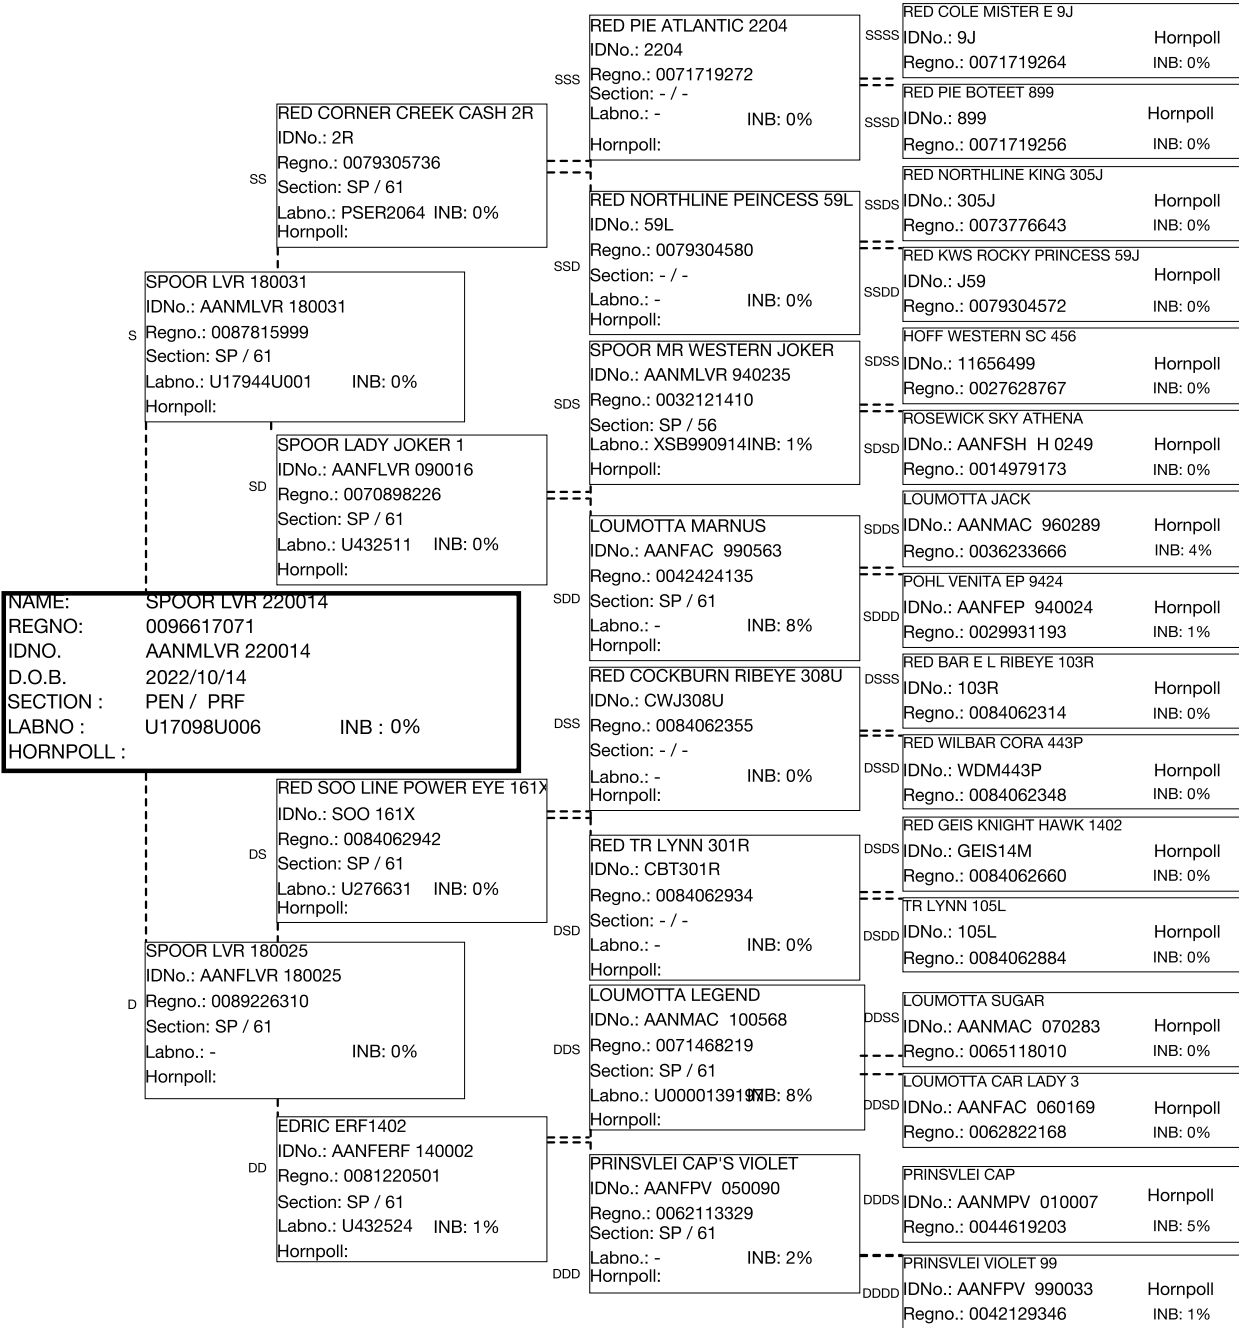 S
SPOOR LVR 180031
IDNo.: AANMLVR 180031
Regno.: 0087815999
Section: SP / 61
Labno.: U17944U001 INB: 0%
Hornpoll:
NAME: SPOOR LVR 220014
REGNO: 0096617071
IDNO. AANMLVR 220014
D.O.B. 2022/10/14
SECTION : PEN / PRF
LABNO : U17098U006 INB : 0%
HORNPOLL :
D
SPOOR LVR 180025
IDNo.: AANFLVR 180025
Regno.: 0089226310
Section: SP / 61
Labno.: - INB: 0%
Hornpoll:
SS
RED CORNER CREEK CASH 2R
IDNo.: 2R
Regno.: 0079305736
Section: SP / 61
Labno.: PSER2064 INB: 0%
Hornpoll:
SD
SPOOR LADY JOKER 1
IDNo.: AANFLVR 090016
Regno.: 0070898226
Section: SP / 61
Labno.: U432511 INB: 0%
Hornpoll:
DS
RED SOO LINE POWER EYE 161X
IDNo.: SOO 161X
Regno.: 0084062942
Section: SP / 61
Labno.: U276631 INB: 0%
Hornpoll:
DD
EDRIC ERF1402
IDNo.: AANFERF 140002
Regno.: 0081220501
Section: SP / 61
Labno.: U432524 INB: 1%
Hornpoll:
SSS
RED PIE ATLANTIC 2204
IDNo.: 2204
Regno.: 0071719272
Section: - / -
Labno.: - INB: 0%
Hornpoll:
SSD
RED NORTHLINE PEINCESS 59L
IDNo.: 59L
Regno.: 0079304580
Section: - / -
Labno.: - INB: 0%
Hornpoll:
SDS
SPOOR MR WESTERN JOKER
IDNo.: AANMLVR 940235
Regno.: 0032121410
Section: SP / 56
Labno.: XSB990914INB: 1%
Hornpoll:
SDD
LOUMOTTA MARNUS
IDNo.: AANFAC 990563
Regno.: 0042424135
Section: SP / 61
Labno.: - INB: 8%
Hornpoll:
DSS
RED COCKBURN RIBEYE 308U
IDNo.: CWJ308U
Regno.: 0084062355
Section: - / -
Labno.: - INB: 0%
Hornpoll:
DSD
RED TR LYNN 301R
IDNo.: CBT301R
Regno.: 0084062934
Section: - / -
Labno.: - INB: 0%
Hornpoll:
DDS
LOUMOTTA LEGEND
IDNo.: AANMAC 100568
Regno.: 0071468219
Section: SP / 61
Labno.: INB: 8%
Hornpoll:
DDD
PRINSVLEI CAP'S VIOLET
IDNo.: AANFPV 050090
Regno.: 0062113329
Section: SP / 61
Labno.: - INB: 2%
Hornpoll:
SSSS
RED COLE MISTER E 9J
IDNo.: 9J Hornpoll
Regno.: 0071719264 INB: 0%
SSSD
RED PIE BOTEET 899
IDNo.: 899 Hornpoll
Regno.: 0071719256 INB: 0%
SSDS
RED NORTHLINE KING 305J
IDNo.: 305J Hornpoll
Regno.: 0073776643 INB: 0%
SSDD
RED KWS ROCKY PRINCESS 59J
IDNo.: J59 Hornpoll
Regno.: 0079304572 INB: 0%
SDSS
HOFF WESTERN SC 456
IDNo.: 11656499 Hornpoll
Regno.: 0027628767 INB: 0%
SDSD
ROSEWICK SKY ATHENA
IDNo.: AANFSH H 0249 Hornpoll
Regno.: 0014979173 INB: 0%
SDDS
LOUMOTTA JACK
IDNo.: AANMAC 960289 Hornpoll
Regno.: 0036233666 INB: 4%
SDDD
POHL VENITA EP 9424
IDNo.: AANFEP 940024 Hornpoll
Regno.: 0029931193 INB: 1%
DSSS
RED BAR E L RIBEYE 103R
IDNo.: 103R Hornpoll
Regno.: 0084062314 INB: 0%
DSSD
RED WILBAR CORA 443P
IDNo.: WDM443P Hornpoll
Regno.: 0084062348 INB: 0%
DSDS
RED GEIS KNIGHT HAWK 1402
IDNo.: GEIS14M Hornpoll
Regno.: 0084062660 INB: 0%
DSDD
TR LYNN 105L
IDNo.: 105L Hornpoll
Regno.: 0084062884 INB: 0%
DDSS
LOUMOTTA SUGAR
IDNo.: AANMAC 070283 Hornpoll
Regno.: 0065118010 INB: 0%
DDSD
LOUMOTTA CAR LADY 3
IDNo.: AANFAC 060169 Hornpoll
Regno.: 0062822168 INB: 0%
DDDS
PRINSVLEI CAP
IDNo.: AANMPV 010007 Hornpoll
Regno.: 0044619203 INB: 5%
DDDD
PRINSVLEI VIOLET 99
IDNo.: AANFPV 990033 Hornpoll
Regno.: 0042129346 INB: 1%